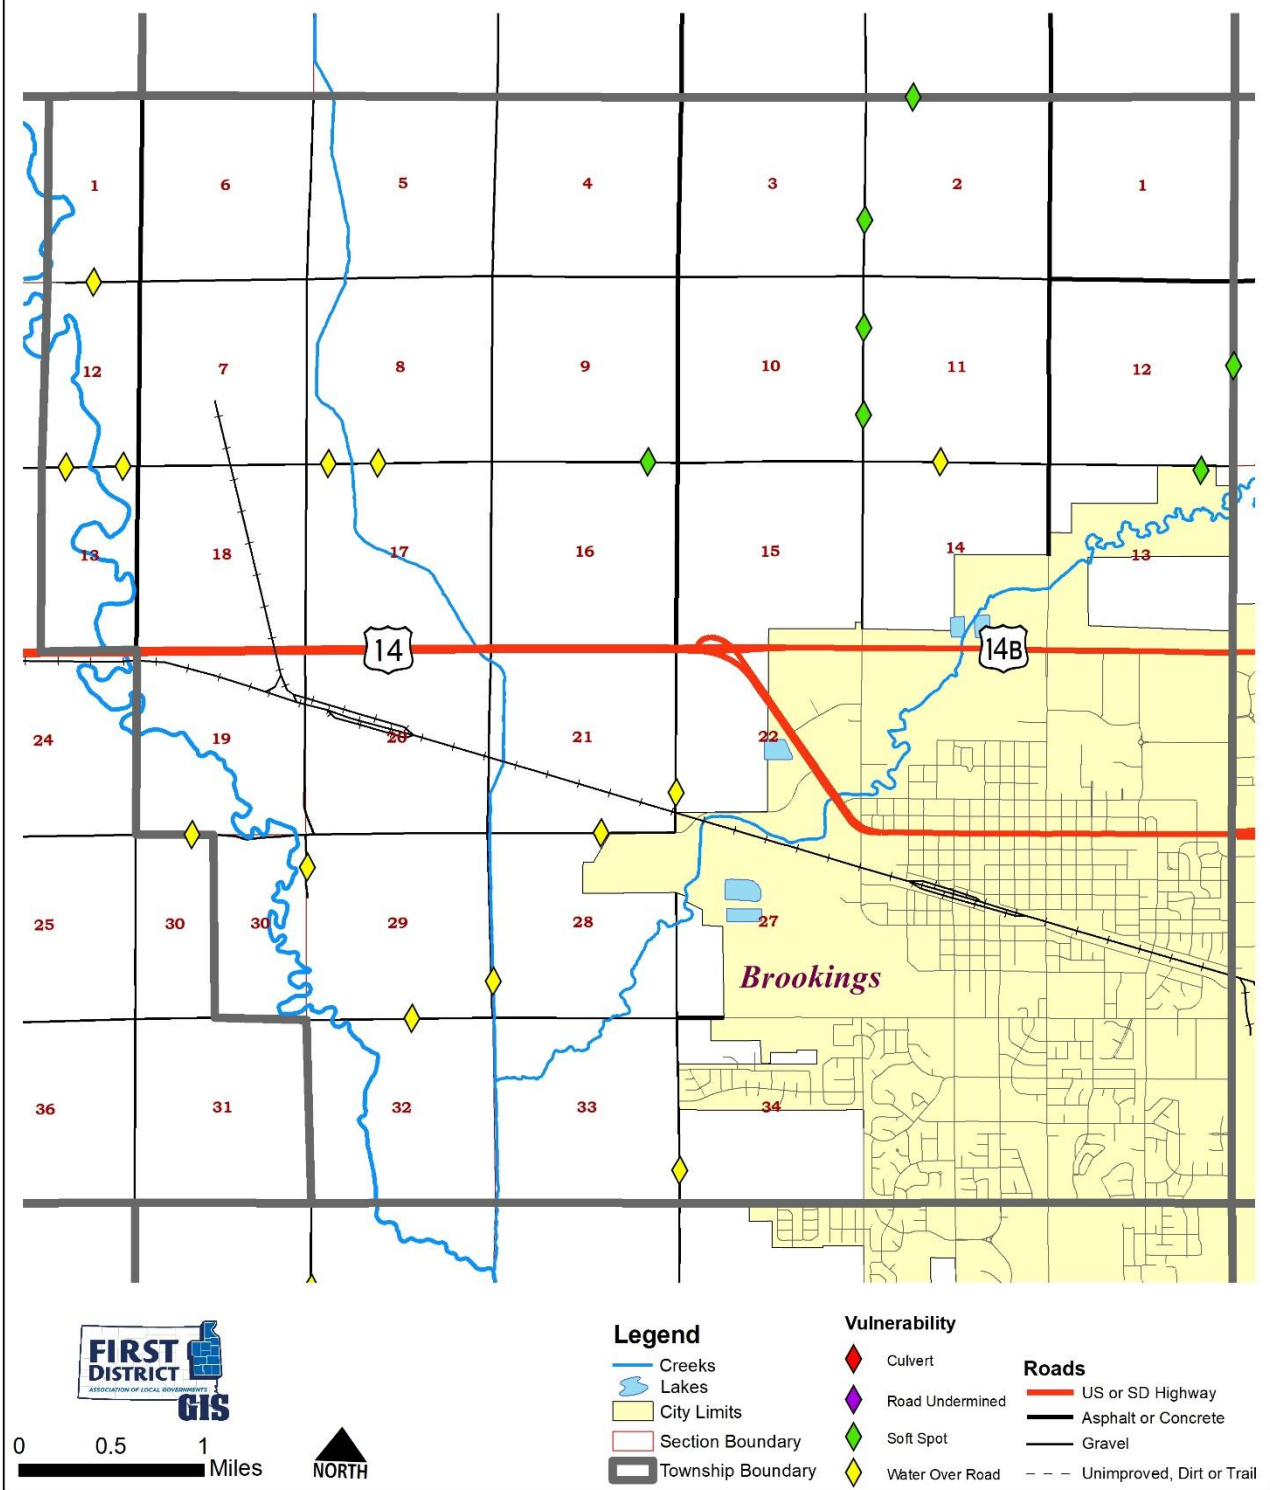 1 6 5 4 3 2 1
12 7 8 9 10 11 12
13 18 17 16 15 14 13
14 14B
24 19 20 21 22
25 30 30 29 28 27
Brookings
36 31 32 33 34
FIRST
DISTRICT
ASSOCIATION OF LOCAL GOVERNMENTS
GIS
0 0.5 1
Miles
NORTH
Legend
Creeks
Lakes
City Limits
Section Boundary
Township Boundary
Vulnerability
Culvert
Road Undermined
Soft Spot
Water Over Road
Roads
US or SD Highway
Asphalt or Concrete
Gravel
Unimproved, Dirt or Trail